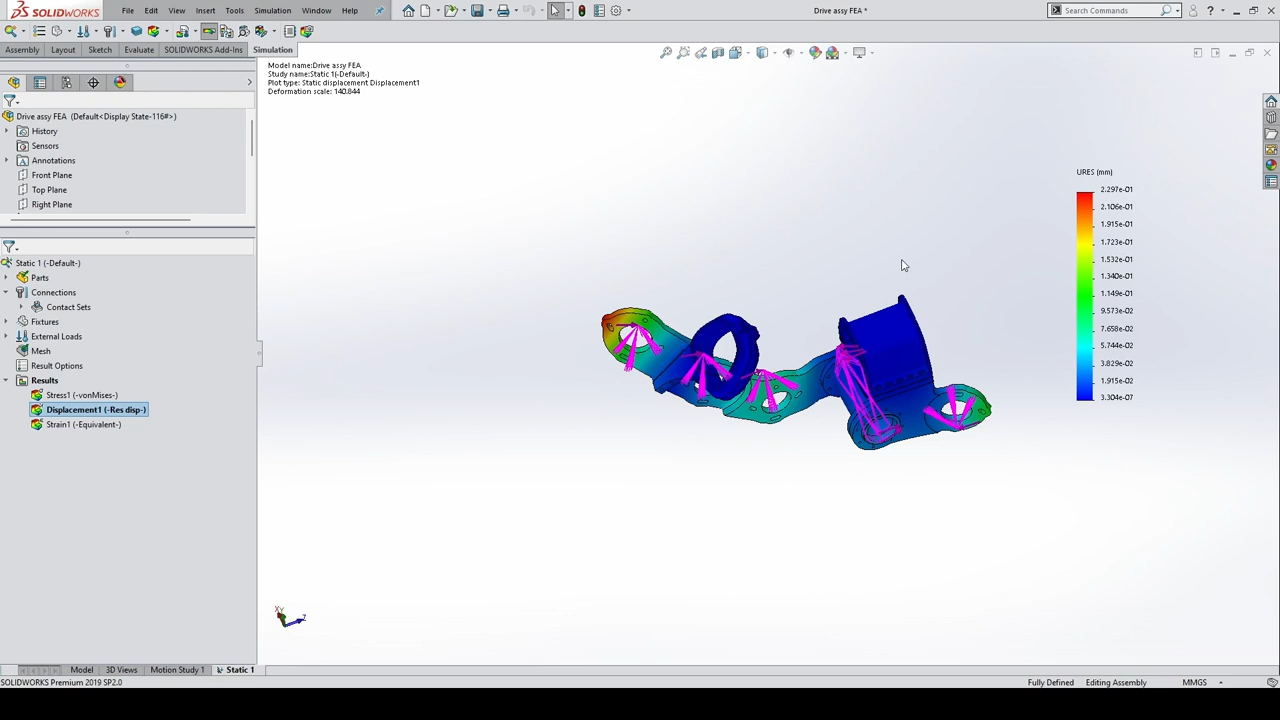 SOLIDWORKS
File Edit View Insert Tools Simulation Window Help
Drive assy FEA *
Search Commands
Assembly Layout Sketch Evaluate SOLIDWORKS Add-Ins Simulation
Model name:Drive assy FEA
Study name:Static 1(-Default-)
Plot type: Static displacement Displacement1
Deformation scale: 140.844
Drive assy FEA (Default<Display State-116#>)
History
Sensors
Annotations
Front Plane
Top Plane
Right Plane
Static 1 (-Default-)
Parts
Connections
Contact Sets
Fixtures
External Loads
Mesh
Result Options
Results
Stress1 (-vonMises-)
Displacement1 (-Res disp-)
Strain1 (-Equivalent-)
URES (mm)
2.297e-01
2.106e-01
1.915e-01
1.723e-01
1.532e-01
1.340e-01
1.149e-01
9.573e-02
7.658e-02
5.744e-02
3.829e-02
1.915e-02
3.304e-07
X
Y
Z
Model 3D Views Motion Study 1 Static 1
SOLIDWORKS Premium 2019 SP2.0
Fully Defined Editing Assembly MMGS